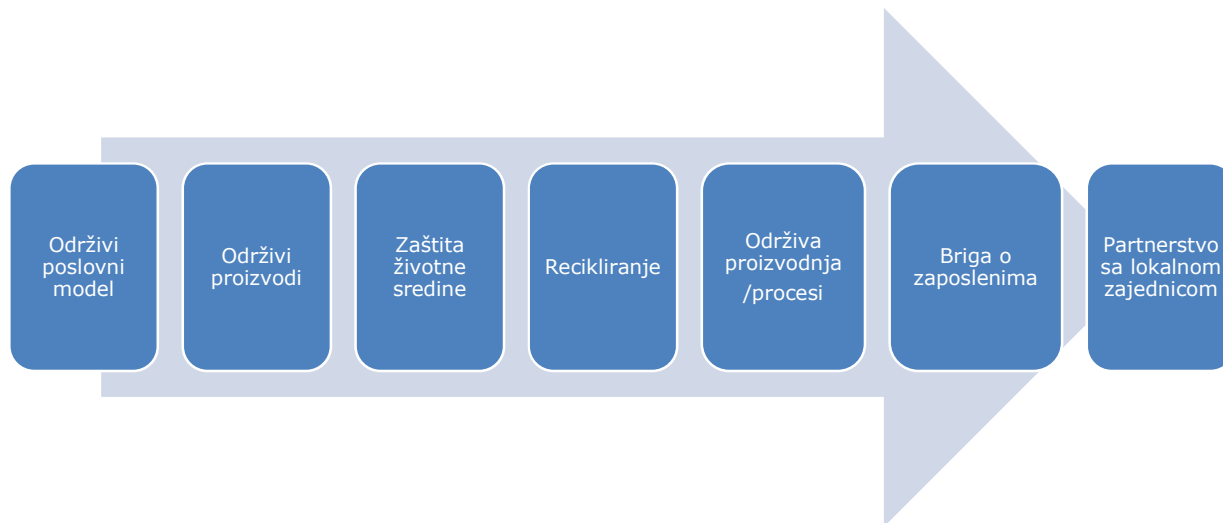 Održivi
poslovni
model
Održivi
proizvodi
Zaštita
životne
sredine
Recikliranje
Održiva
proizvodnja
/procesi
Briga o
zaposlenima
Partnerstvo
sa lokalnom
zajednicom